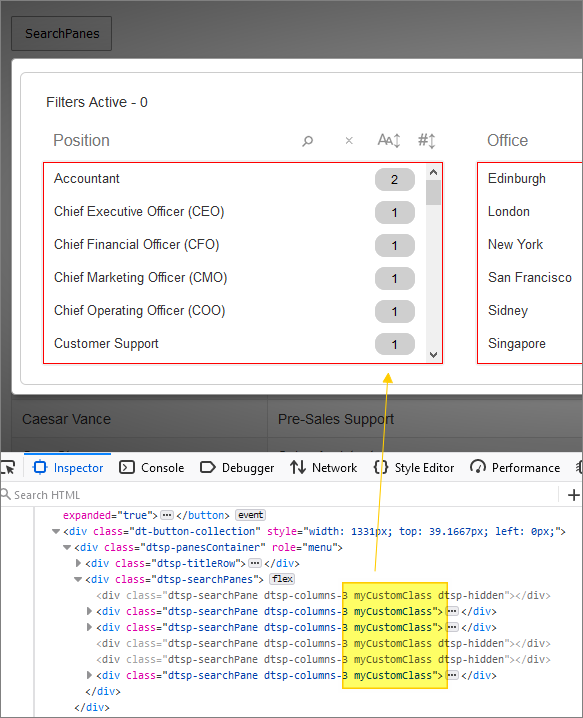 SearchPanes
Filters Active - 0
Position
Office
Accountant 2 Edinburgh
Chief Executive Officer (CEO) 1 London
Chief Financial Officer (CFO) 1 New York
Chief Marketing Officer (CMO) 1 San Francisco
Chief Operating Officer (COO) 1 Sidney
Customer Support 1 Singapore
Caesar Vance Pre-Sales Support
Inspector Console Debugger Network Style Editor Performance
Search HTML +
expanded="true"> ••• </button> event
<div class="dt-button-collection" style="width: 1331px; top: 39.1667px; left: 0px;">
<div class="dtsp-panesContainer" role="menu">
<div class="dtsp-titleRow"> ••• </div>
<div class="dtsp-searchPanes"> flex
<div class="dtsp-searchPane dtsp-columns-3 myCustomClass dtsp-hidden"></div>
<div class="dtsp-searchPane dtsp-columns-3 myCustomClass"> ••• </div>
<div class="dtsp-searchPane dtsp-columns-3 myCustomClass"> ••• </div>
<div class="dtsp-searchPane dtsp-columns-3 myCustomClass dtsp-hidden"></div>
<div class="dtsp-searchPane dtsp-columns-3 myCustomClass dtsp-hidden"></div>
<div class="dtsp-searchPane dtsp-columns-3 myCustomClass"> ••• </div>
</div>
</div>